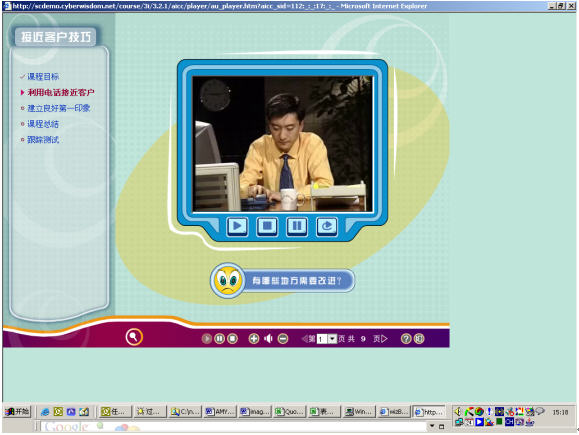 http://scdemo.cyberwisdom.net/course/3i/3.2.1/aicc/player/au_player.htm?aicc_sid=112:_;_:17:_;_ - Microsoft Internet Explorer
接近客户技巧
课程目标
利用电话接近客户
建立良好第一印象
课程总结
跟踪测试
有哪些地方需要改进?
第 1 页 共 9 页
开始
任...
过...
C:\n...
AMY...
mag...
Quo...
表...
Win...
wizB...
http...
15:18
Google